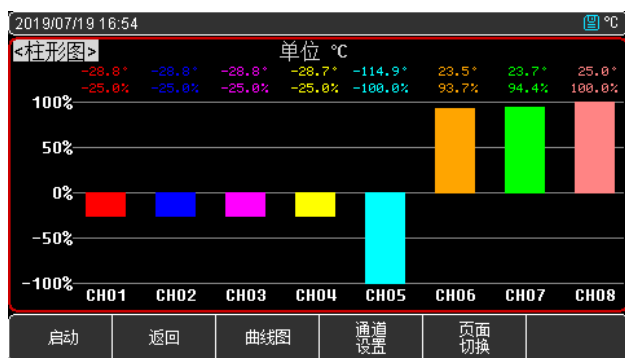 2019/07/19 16:54 ℃
<柱形图> 单位 ℃
-28.8° -28.8° -28.8° -28.7° -114.9° 23.5° 23.7° 25.0°
-25.0% -25.0% -25.0% -25.0% -100.0% 93.7% 94.4% 100.0%
100%
50%
0%
-50%
-100%
CH01 CH02 CH03 CH04 CH05 CH06 CH07 CH08
启动 返回 曲线图 通道设置 页面切换